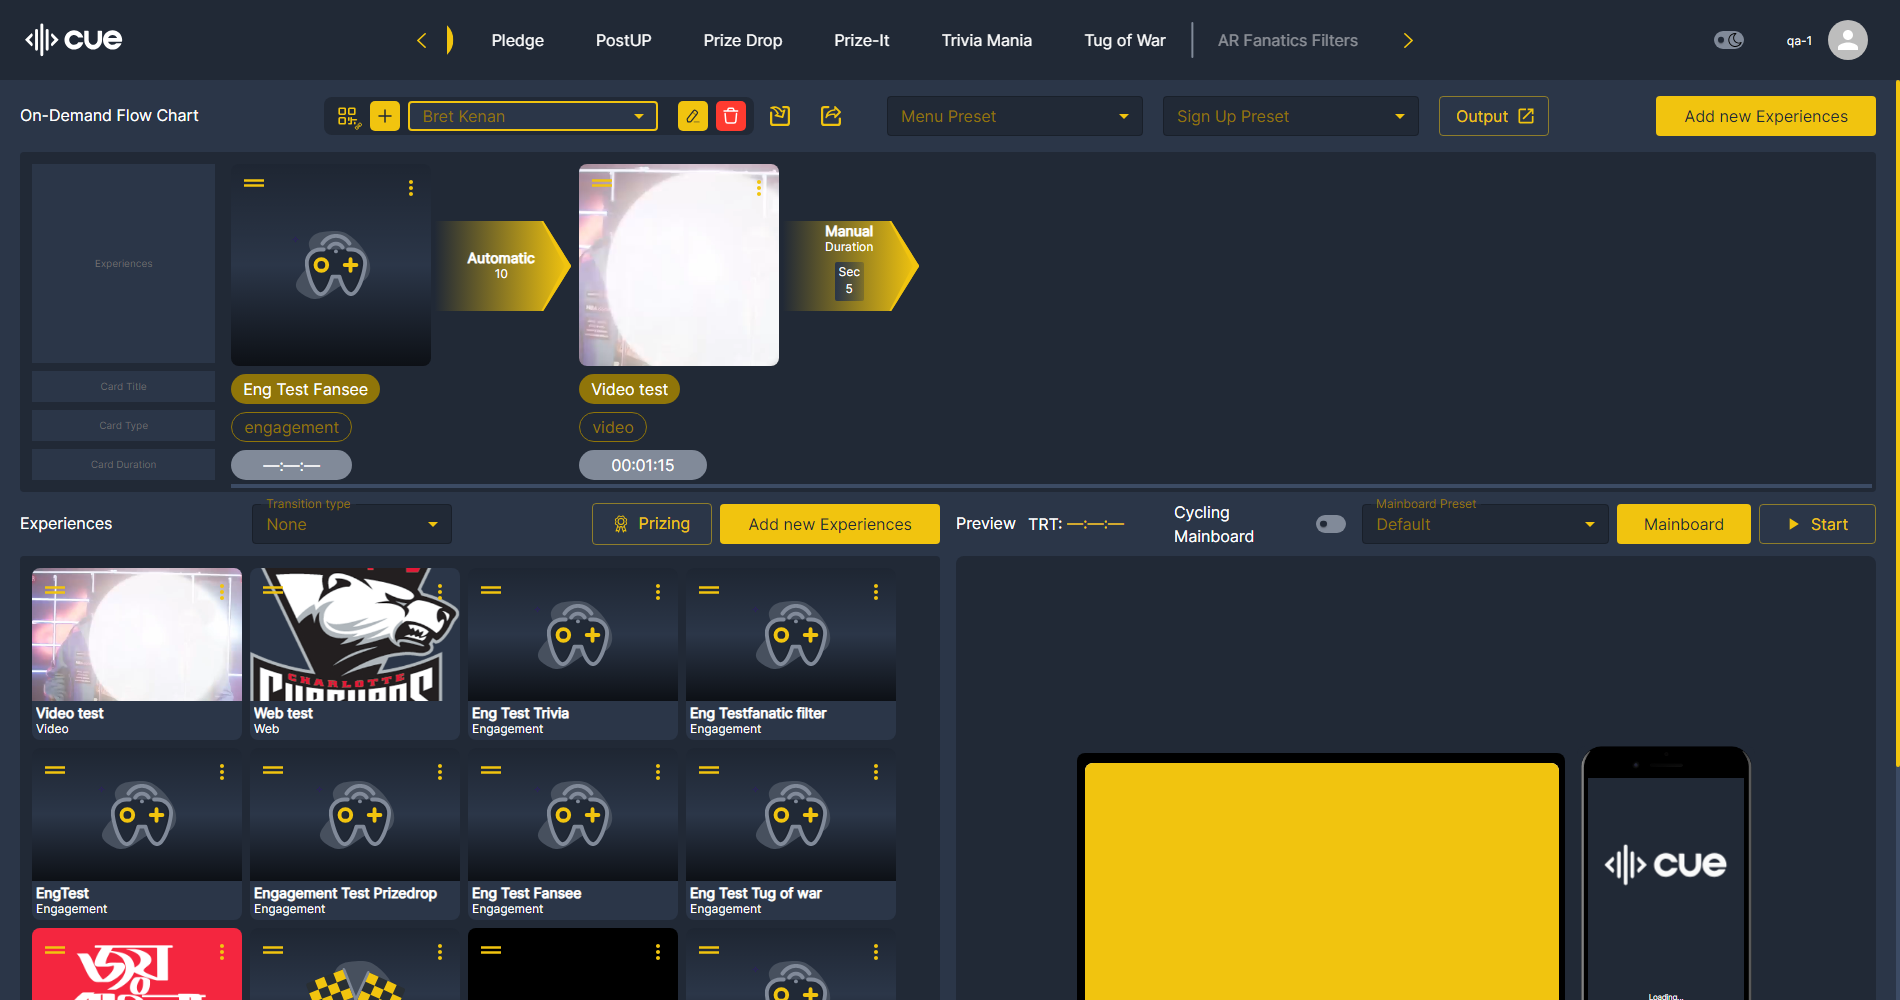 cue
Pledge
PostUP
Prize Drop
Prize-It
Trivia Mania
Tug of War
AR Fanatics Filters
qa-1
On-Demand Flow Chart
Bret Kenan
Menu Preset
Sign Up Preset
Output
Add new Experiences
Experiences
Automatic
10
Manual
Duration
Sec
5
Card Title
Eng Test Fansee
Video test
Card Type
engagement
video
Card Duration
—:—:—
00:01:15
Experiences
Transition type
None
Prizing
Add new Experiences
Preview
TRT: —:—:—
Cycling
Mainboard
Mainboard Preset
Default
Mainboard
Start
CHARLOTTE
Video test
Video
Web test
Web
Eng Test Trivia
Engagement
Eng Testfanatic filter
Engagement
EngTest
Engagement
Engagement Test Prizedrop
Engagement
Eng Test Fansee
Engagement
Eng Test Tug of war
Engagement
জয়
cue
Loading...